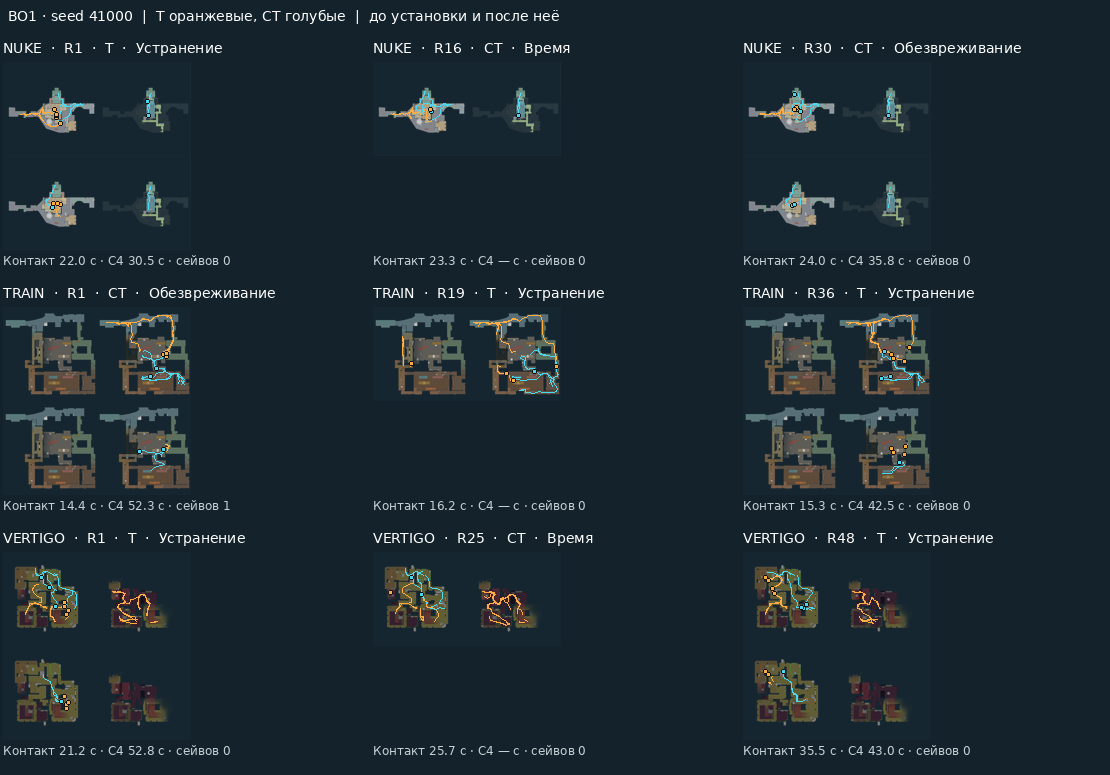 BO1 · seed 41000 | T оранжевые, CT голубые | до установки и после неё
NUKE · R1 · T · Устранение
NUKE · R16 · CT · Время
NUKE · R30 · CT · Обезвреживание
Контакт 22.0 с · C4 30.5 с · сейвов 0
Контакт 23.3 с · C4 — с · сейвов 0
Контакт 24.0 с · C4 35.8 с · сейвов 0
TRAIN · R1 · CT · Обезвреживание
TRAIN · R19 · T · Устранение
TRAIN · R36 · T · Устранение
Контакт 14.4 с · C4 52.3 с · сейвов 1
Контакт 16.2 с · C4 — с · сейвов 0
Контакт 15.3 с · C4 42.5 с · сейвов 0
VERTIGO · R1 · T · Устранение
VERTIGO · R25 · CT · Время
VERTIGO · R48 · T · Устранение
Контакт 21.2 с · C4 52.8 с · сейвов 0
Контакт 25.7 с · C4 — с · сейвов 0
Контакт 35.5 с · C4 43.0 с · сейвов 0